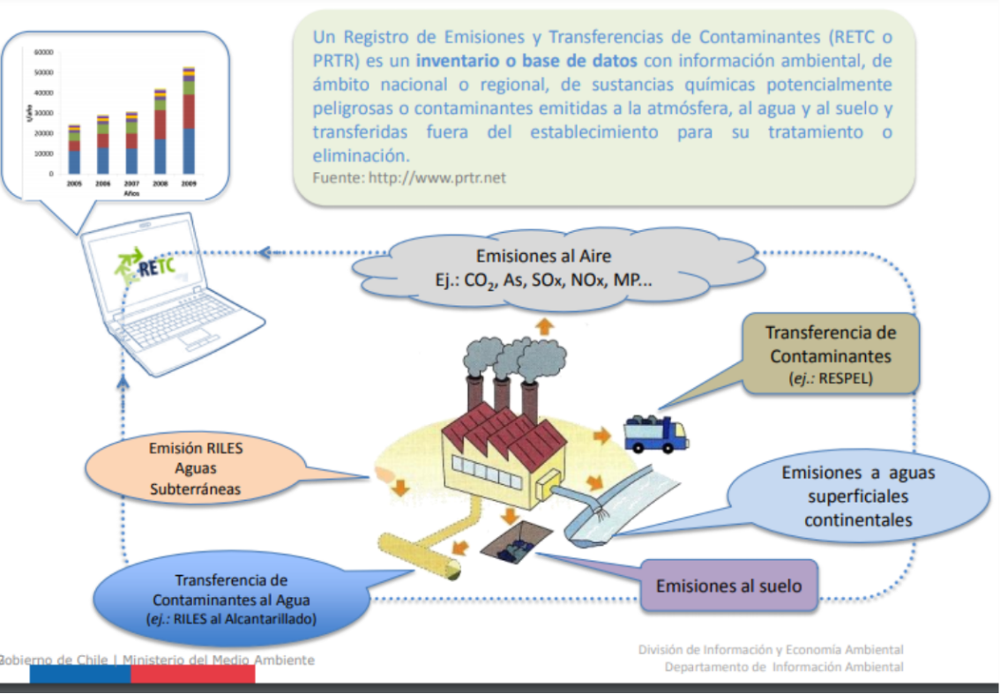 Un Registro de Emisiones y Transferencias de Contaminantes (RETC o
PRTR) es un inventario o base de datos con información ambiental, de
ámbito nacional o regional, de sustancias químicas potencialmente
peligrosas o contaminantes emitidas a la atmósfera, al agua y al suelo y
transferidas fuera del establecimiento para su tratamiento o
eliminación.
Fuente: http://www.prtr.net
60000
50000
40000
30000
20000
10000
0
t/año
2005 2006 2007 2008 2009
Años
RETC
Emisiones al Aire
Ej.: CO₂, As, SOx, NOx, MP...
Transferencia de
Contaminantes
(ej.: RESPEL)
Emisión RILES
Aguas
Subterráneas
Emisiones a aguas
superficiales
continentales
Transferencia de
Contaminantes al Agua
(ej.: RILES al Alcantarillado)
Emisiones al suelo
Gobierno de Chile | Ministerio del Medio Ambiente
División de Información y Economía Ambiental
Departamento de Información Ambiental